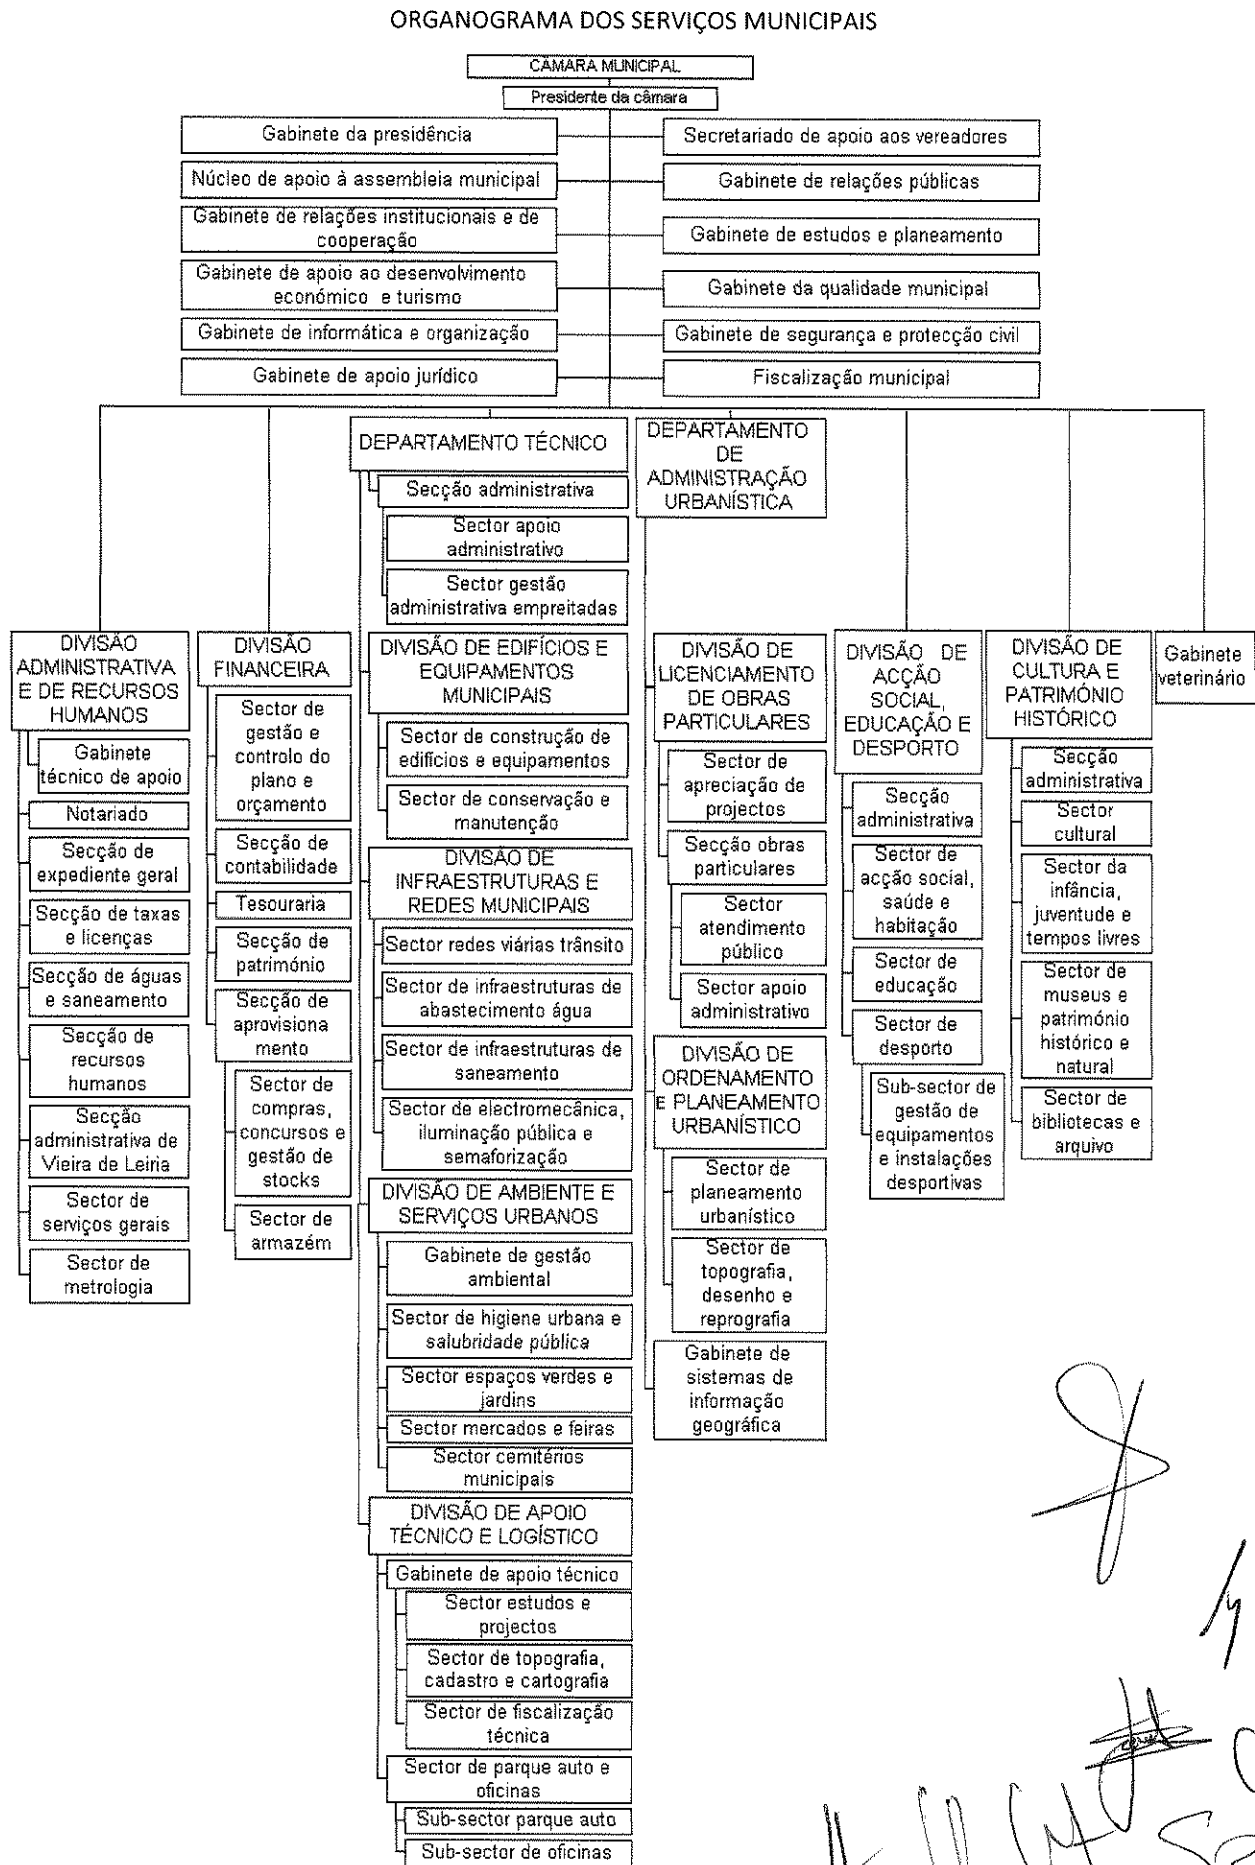 ORGANOGRAMA DOS SERVIÇOS MUNICIPAIS
CÂMARA MUNICIPAL
Presidente da câmara
Gabinete da presidência
Secretariado de apoio aos vereadores
Núcleo de apoio à assembleia municipal
Gabinete de relações públicas
Gabinete de relações institucionais e de
cooperação
Gabinete de estudos e planeamento
Gabinete de apoio ao desenvolvimento
económico e turismo
Gabinete da qualidade municipal
Gabinete de informática e organização
Gabinete de segurança e protecção civil
Gabinete de apoio jurídico
Fiscalização municipal
DIVISÃO
ADMINISTRATIVA
E DE RECURSOS
HUMANOS
Gabinete
técnico de apoio
Notariado
Secção de
expediente geral
Secção de taxas
e licenças
Secção de águas
e saneamento
Secção de
recursos
humanos
Secção
administrativa de
Vieira de Leiria
Sector de
serviços gerais
Sector de
metrologia
DIVISÃO
FINANCEIRA
Sector de
gestão e
controlo do
plano e
orçamento
Secção de
contabilidade
Tesouraria
Secção de
património
Secção de
aprovisiona
mento
Sector de
compras,
concursos e
gestão de
stocks
Sector de
armazém
DEPARTAMENTO TÉCNICO
Secção administrativa
Sector apoio
administrativo
Sector gestão
administrativa empreitadas
DIVISÃO DE EDIFÍCIOS E
EQUIPAMENTOS
MUNICIPAIS
Sector de construção de
edifícios e equipamentos
Sector de conservação e
manutenção
DIVISÃO DE
INFRAESTRUTURAS E
REDES MUNICIPAIS
Sector redes viárias trânsito
Sector de infraestruturas de
abastecimento água
Sector de infraestruturas de
saneamento
Sector de electromecânica,
iluminação pública e
semaforização
DIVISÃO DE AMBIENTE E
SERVIÇOS URBANOS
Gabinete de gestão
ambiental
Sector de higiene urbana e
salubridade pública
Sector espaços verdes e
jardins
Sector mercados e feiras
Sector cemitérios
municipais
DIVISÃO DE APOIO
TÉCNICO E LOGÍSTICO
Gabinete de apoio técnico
Sector estudos e
projectos
Sector de topografia,
cadastro e cartografia
Sector de fiscalização
técnica
Sector de parque auto e
oficinas
Sub-sector parque auto
Sub-sector de oficinas
DEPARTAMENTO
DE
ADMINISTRAÇÃO
URBANÍSTICA
DIVISÃO DE
LICENCIAMENTO
DE OBRAS
PARTICULARES
Sector de
apreciação de
projectos
Secção obras
particulares
Sector
atendimento
público
Sector apoio
administrativo
DIVISÃO DE
ORDENAMENTO
E PLANEAMENTO
URBANÍSTICO
Sector de
planeamento
urbanístico
Sector de
topografia,
desenho e
reprografia
Gabinete de
sistemas de
informação
geográfica
DIVISÃO DE
ACÇÃO
SOCIAL,
EDUCAÇÃO E
DESPORTO
Secção
administrativa
Sector de
acção social,
saúde e
habitação
Sector de
educação
Sector de
desporto
Sub-sector de
gestão de
equipamentos
e instalações
desportivas
DIVISÃO DE
CULTURA E
PATRIMÓNIO
HISTÓRICO
Secção
administrativa
Sector
cultural
Sector da
infância,
juventude e
tempos livres
Sector de
museus e
património
histórico e
natural
Sector de
bibliotecas e
arquivo
Gabinete
veterinário